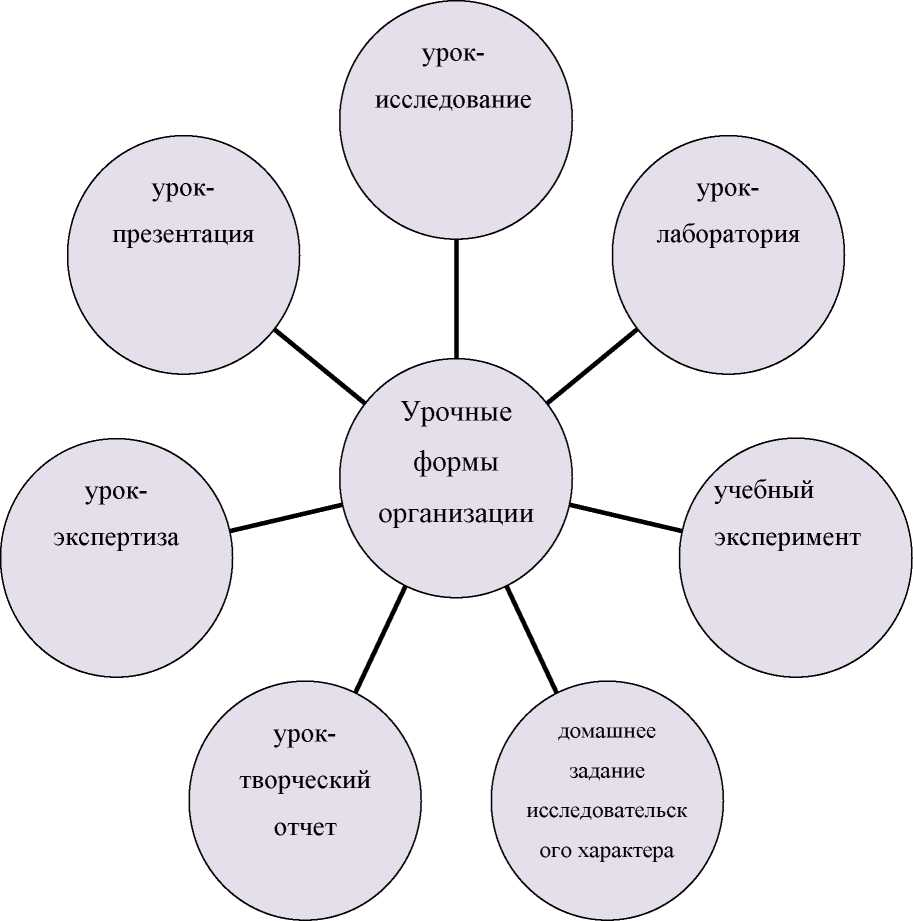 урок-
исследование
урок-
презентация
урок-
лаборатория
Урочные
формы
организации
урок-
экспертиза
учебный
эксперимент
урок-
творческий
отчет
домашнее
задание
исследовательск
ого характера